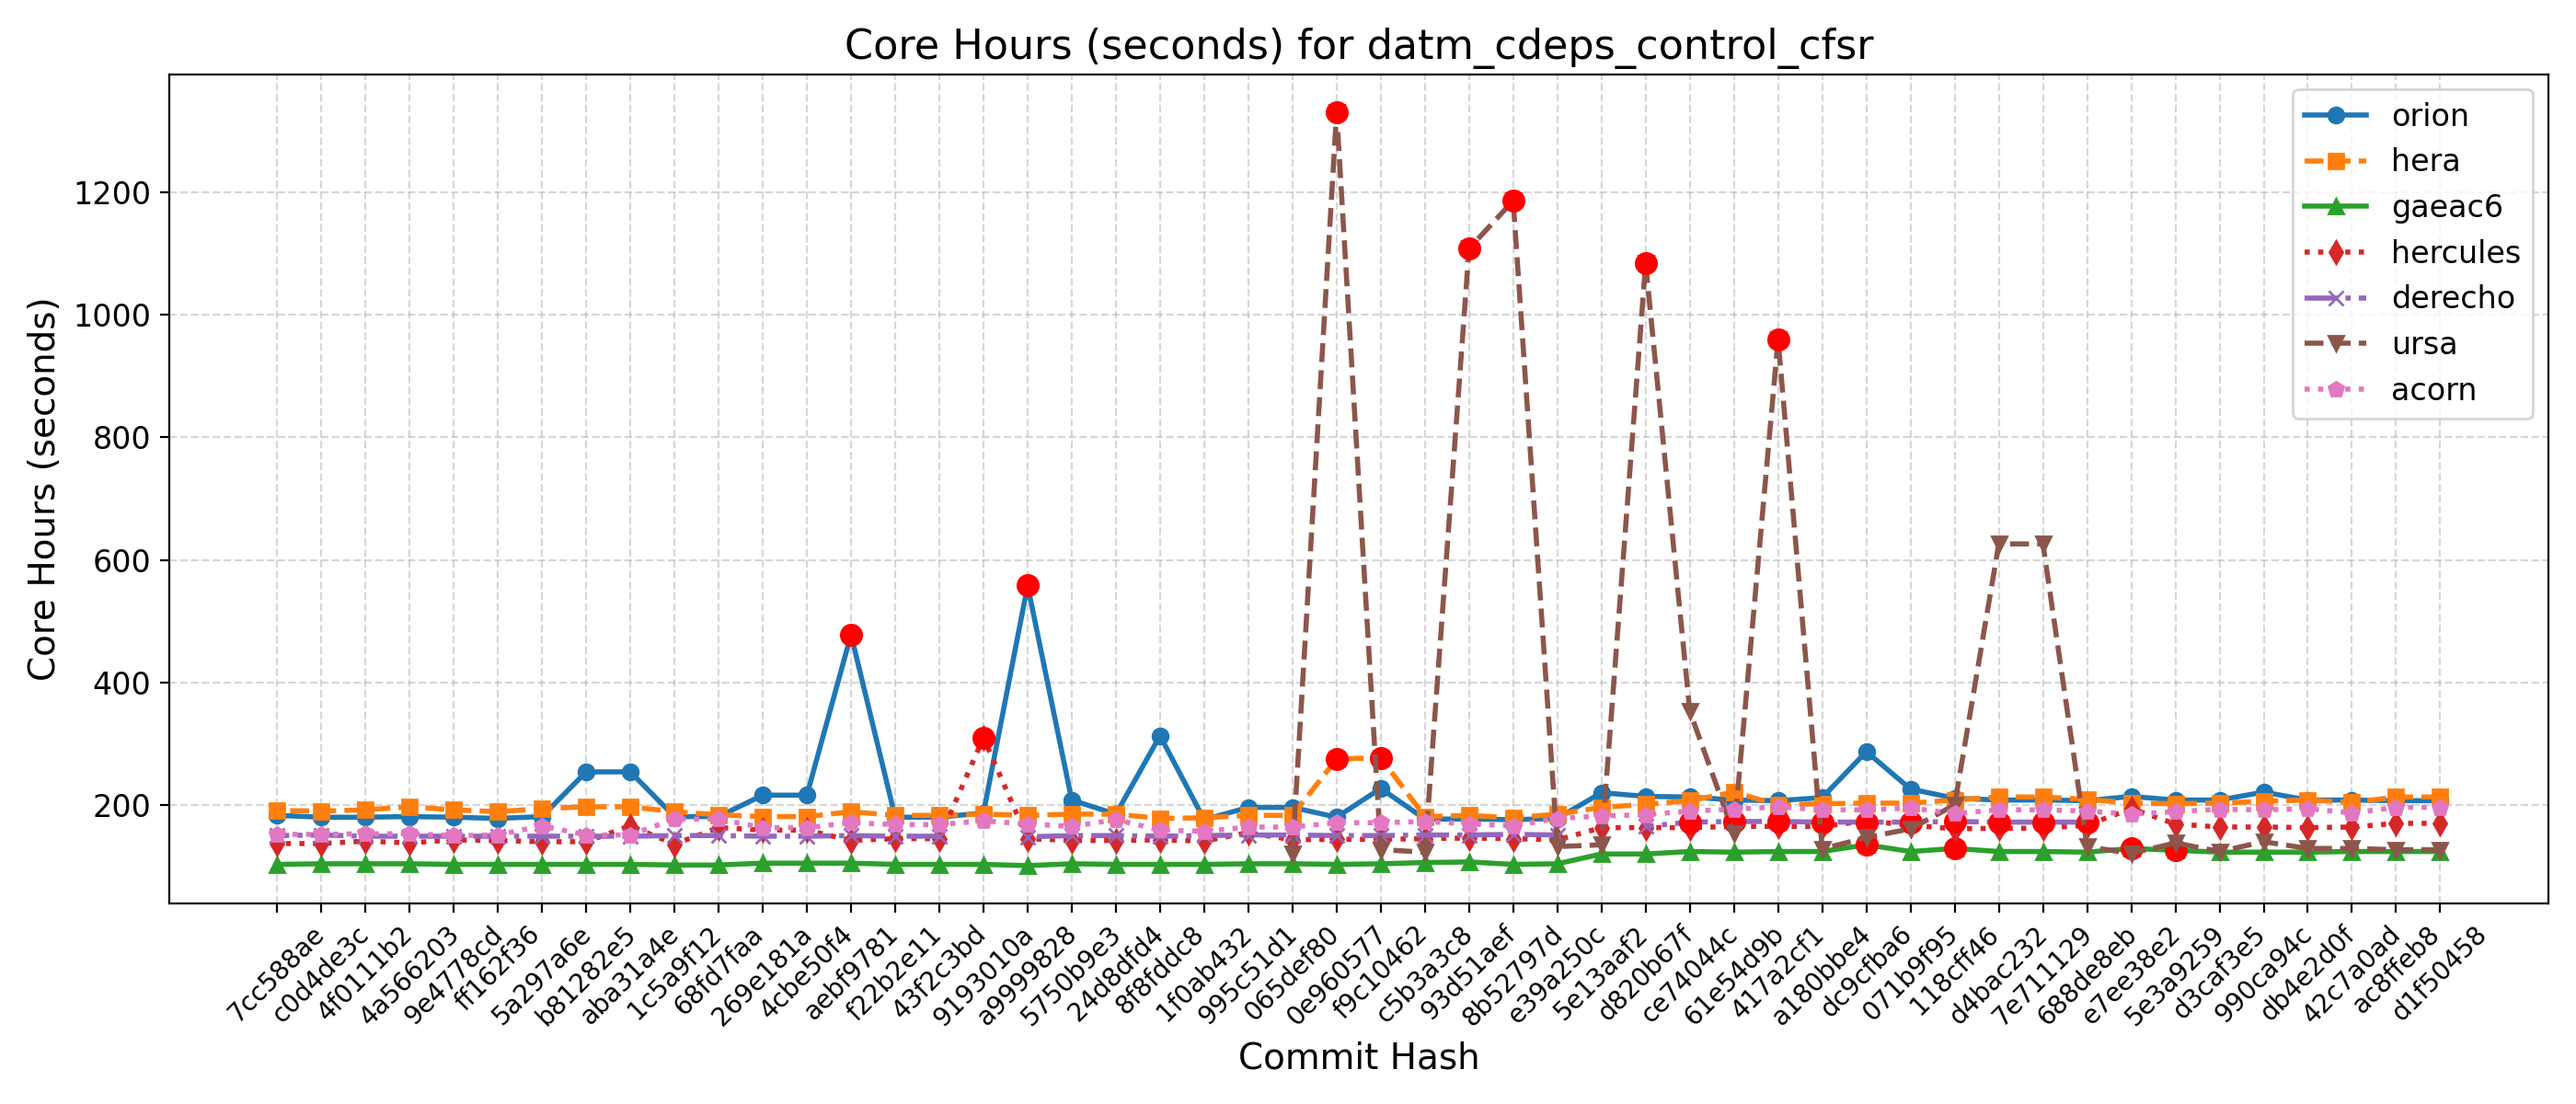 Core Hours (seconds) for datm_cdeps_control_cfsr
Core Hours (seconds)
1200
1000
800
600
400
200
orion
hera
gaeac6
hercules
derecho
ursa
acorn
7cc588ae
c0d4de3c
4f0111b2
4a566203
9e4778cd
ff162f36
5a297a6e
b81282e5
aba31a4e
1c5a9f12
68fd7faa
269e181a
4cbe50f4
aebf9781
f22b2e11
43f2c3bd
9193010a
a9999828
5750b9e3
24d8dfd4
8f8fddc8
1f0ab432
995c51d1
065def80
0e960577
f9c10462
c5b3a3c8
93d51aef
8b52797d
e39a250c
5e13aaf2
d820b67f
ce74044c
61e54d9b
417a2cf1
a180bbe4
dc9cfba6
071b9f95
118cff46
d4bac232
7e711129
688de8eb
e7ee38e2
5e3a9259
d3caf3e5
990ca94c
db4e2d0f
42c7a0ad
ac8ffeb8
d1f50458
Commit Hash